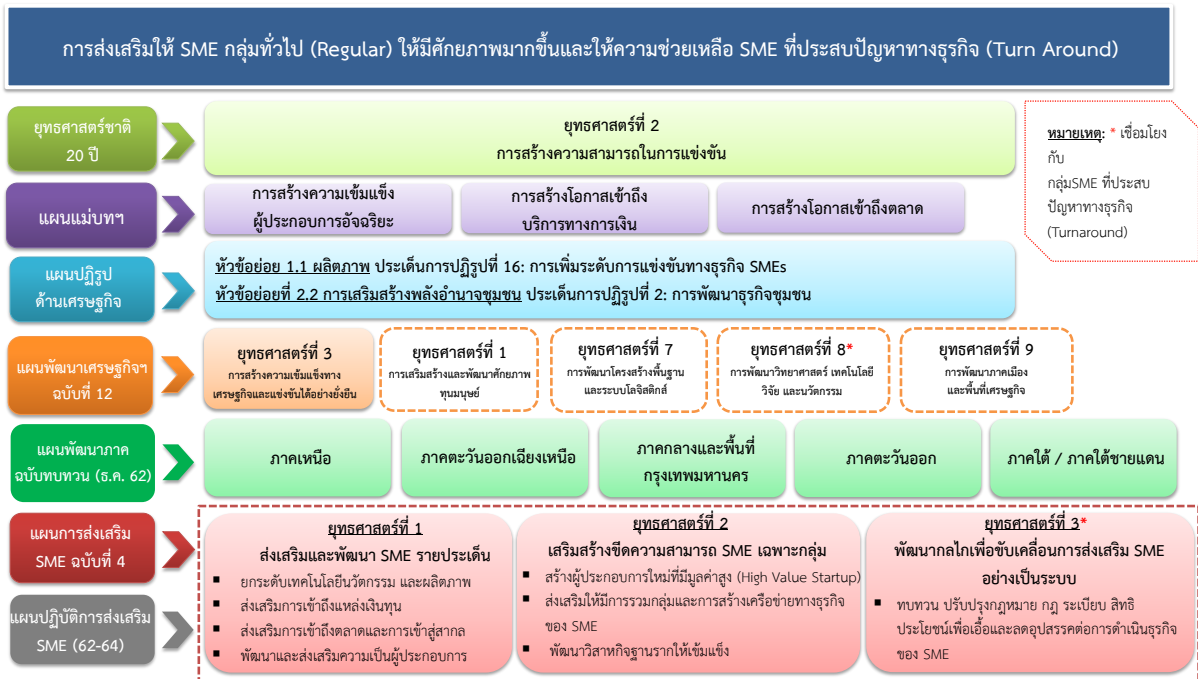 การส่งเสริมให้ SME กลุ่มทั่วไป (Regular) ให้มีศักยภาพมากขึ้นและให้ความช่วยเหลือ SME ที่ประสบปัญหาทางธุรกิจ (Turn Around)
ยุทธศาสตร์ชาติ
20 ปี
ยุทธศาสตร์ที่ 2
การสร้างความสามารถในการแข่งขัน
หมายเหตุ: * เชื่อมโยง
กับ
กลุ่มSME ที่ประสบ
ปัญหาทางธุรกิจ
(Turnaround)
แผนแม่บทฯ
การสร้างความเข้มแข็ง
ผู้ประกอบการอัจฉริยะ
การสร้างโอกาสเข้าถึง
บริการทางการเงิน
การสร้างโอกาสเข้าถึงตลาด
แผนปฏิรูป
ด้านเศรษฐกิจ
หัวข้อย่อย 1.1 ผลิตภาพ ประเด็นการปฏิรูปที่ 16: การเพิ่มระดับการแข่งขันทางธุรกิจ SMEs
หัวข้อย่อยที่ 2.2 การเสริมสร้างพลังอำนาจชุมชน ประเด็นการปฏิรูปที่ 2: การพัฒนาธุรกิจชุมชน
แผนพัฒนาเศรษฐกิจฯ
ฉบับที่ 12
ยุทธศาสตร์ที่ 3
การสร้างความเข้มแข็งทาง
เศรษฐกิจและแข่งขันได้อย่างยั่งยืน
ยุทธศาสตร์ที่ 1
การเสริมสร้างและพัฒนาศักยภาพ
ทุนมนุษย์
ยุทธศาสตร์ที่ 7
การพัฒนาโครงสร้างพื้นฐาน
และระบบโลจิสติกส์
ยุทธศาสตร์ที่ 8*
การพัฒนาวิทยาศาสตร์ เทคโนโลยี
วิจัย และนวัตกรรม
ยุทธศาสตร์ที่ 9
การพัฒนาภาคเมือง
และพื้นที่เศรษฐกิจ
แผนพัฒนาภาค
ฉบับทบทวน (ธ.ค. 62)
ภาคเหนือ
ภาคตะวันออกเฉียงเหนือ
ภาคกลางและพื้นที่
กรุงเทพมหานคร
ภาคตะวันออก
ภาคใต้ / ภาคใต้ชายแดน
แผนการส่งเสริม
SME ฉบับที่ 4
แผนปฏิบัติการส่งเสริม
SME (62-64)
ยุทธศาสตร์ที่ 1
ส่งเสริมและพัฒนา SME รายประเด็น
▪ ยกระดับเทคโนโลยีนวัตกรรม และผลิตภาพ
▪ ส่งเสริมการเข้าถึงแหล่งเงินทุน
▪ ส่งเสริมการเข้าถึงตลาดและการเข้าสู่สากล
▪ พัฒนาและส่งเสริมความเป็นผู้ประกอบการ
ยุทธศาสตร์ที่ 2
เสริมสร้างขีดความสามารถ SME เฉพาะกลุ่ม
▪ สร้างผู้ประกอบการใหม่ที่มีมูลค่าสูง (High Value Startup)
▪ ส่งเสริมให้มีการรวมกลุ่มและการสร้างเครือข่ายทางธุรกิจ
ของ SME
▪ พัฒนาวิสาหกิจฐานรากให้เข้มแข็ง
ยุทธศาสตร์ที่ 3*
พัฒนากลไกเพื่อขับเคลื่อนการส่งเสริม SME
อย่างเป็นระบบ
▪ ทบทวน ปรับปรุงกฎหมาย กฎ ระเบียบ สิทธิ
ประโยชน์เพื่อเอื้อและลดอุปสรรคต่อการดำเนินธุรกิจ
ของ SME